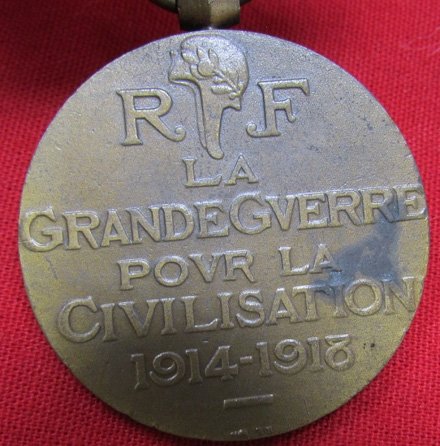 R F
LA
GRANDE GVERRE
POVR LA
CIVILISATION
1914-1918